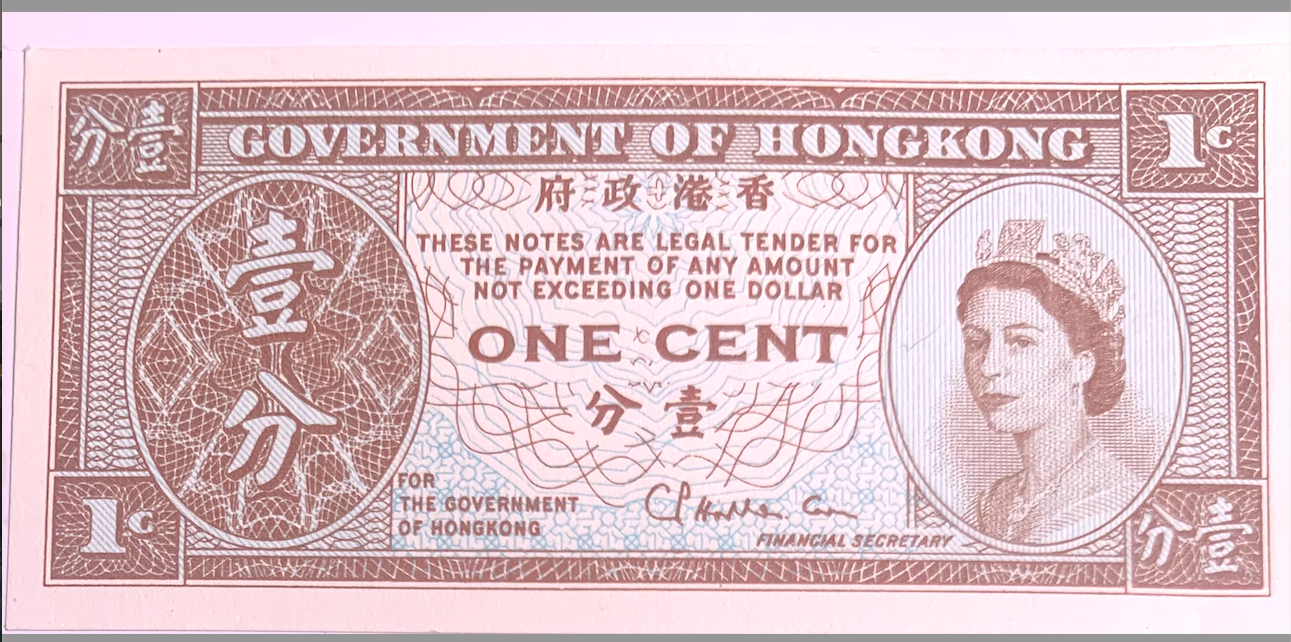 分壹
GOVERNMENT OF HONGKONG
1C
府政港香
THESE NOTES ARE LEGAL TENDER FOR
THE PAYMENT OF ANY AMOUNT
NOT EXCEEDING ONE DOLLAR
壹分
ONE CENT
分壹
FOR
THE GOVERNMENT
OF HONGKONG
FINANCIAL SECRETARY
1C
分壹